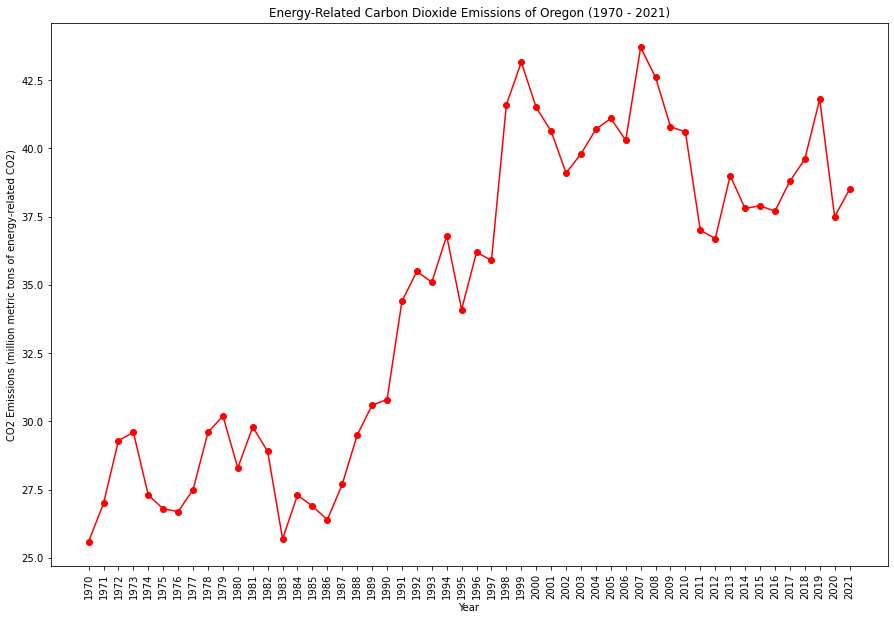 Energy-Related Carbon Dioxide Emissions of Oregon (1970 - 2021)
CO2 Emissions (million metric tons of energy-related CO2)
42.5
40.0
37.5
35.0
32.5
30.0
27.5
25.0
1970 1971 1972 1973 1974 1975 1976 1977 1978 1979 1980 1981 1982 1983 1984 1985 1986 1987 1988 1989 1990 1991 1992 1993 1994 1995 1996 1997 1998 1999 2000 2001 2002 2003 2004 2005 2006 2007 2008 2009 2010 2011 2012 2013 2014 2015 2016 2017 2018 2019 2020 2021
Year